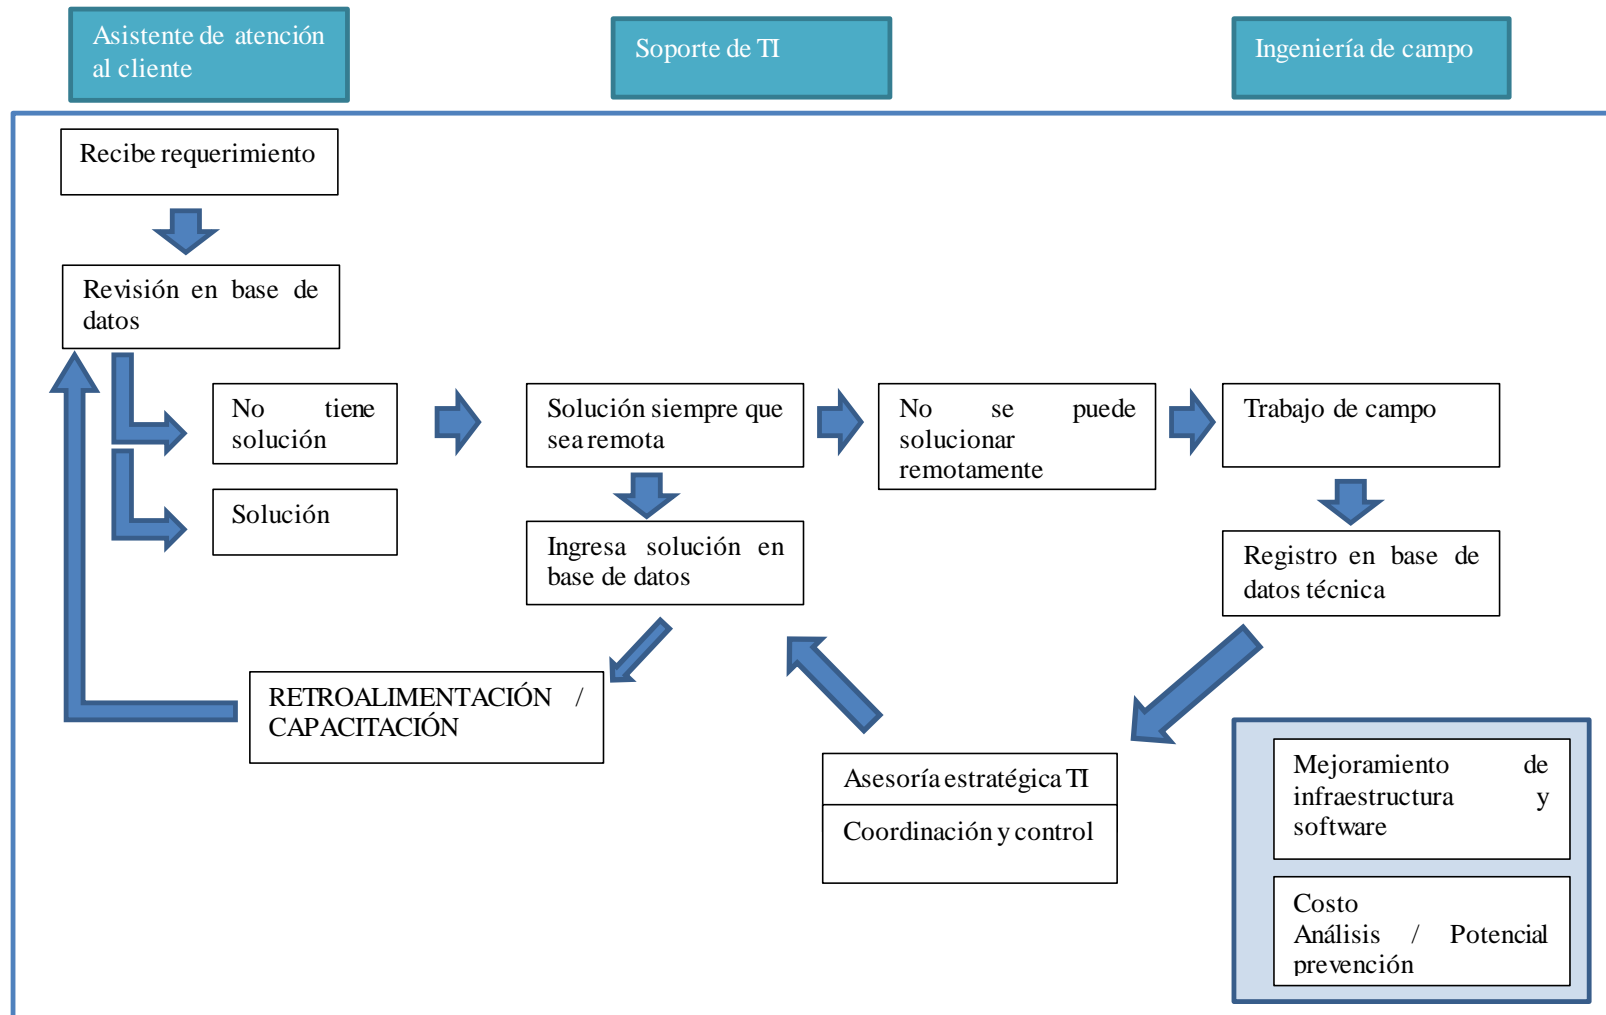 Asistente de atención
al cliente
Soporte de TI
Ingeniería de campo
Recibe requerimiento
Revisión en base de
datos
No tiene
solución
Solución
Solución siempre que
sea remota
No se puede
solucionar
remotamente
Trabajo de campo
Ingresa solución en
base de datos
Registro en base de
datos técnica
RETROALIMENTACIÓN /
CAPACITACIÓN
Asesoría estratégica TI
Coordinación y control
Mejoramiento de
infraestructura y
software
Costo
Análisis / Potencial
prevención